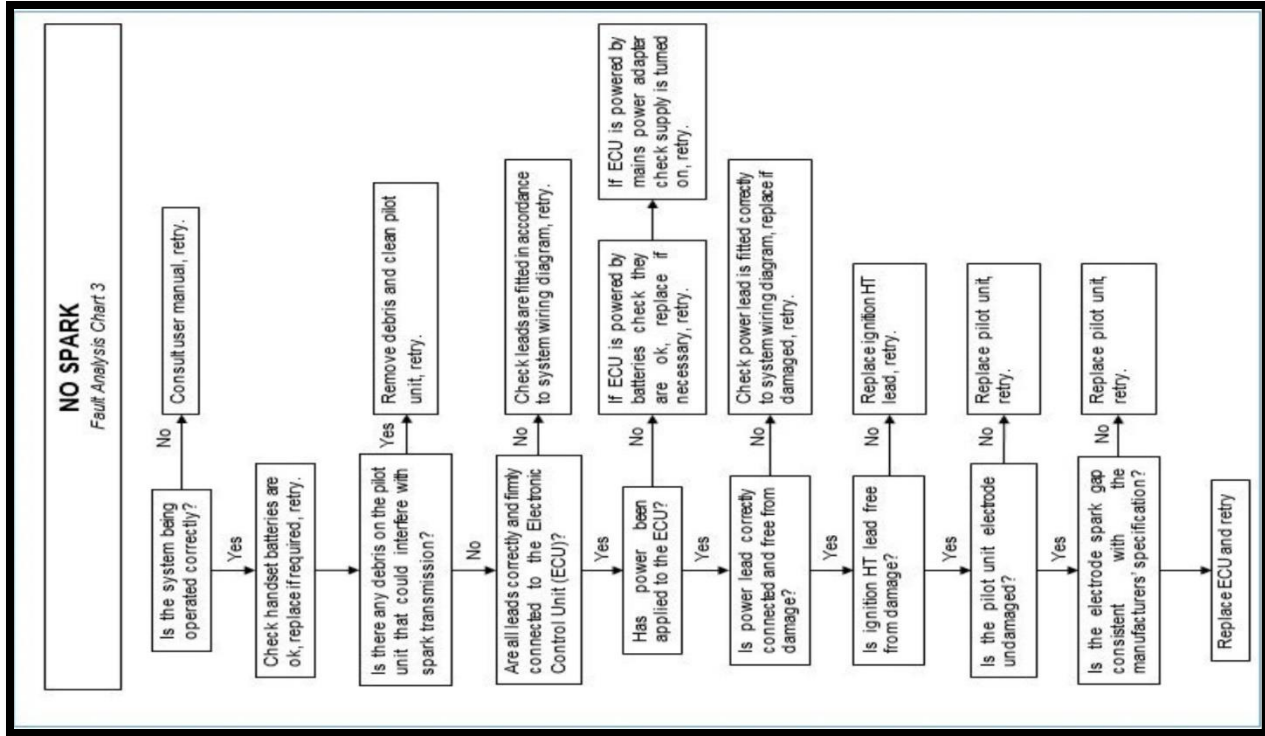 NO SPARK
Fault Analysis Chart 3
Is the system being
operated correctly?
No
Consult user manual, retry.
Yes
Check handset batteries are
ok, replace if required, retry.
Is there any debris on the pilot
unit that could interfere with
spark transmission?
Yes
Remove debris and clean pilot
unit, retry.
No
Are all leads correctly and firmly
connected to the Electronic
Control Unit (ECU)?
No
Check leads are fitted in accordance
to system wiring diagram, retry.
Yes
Has power been
applied to the ECU?
No
If ECU is powered by
batteries check they
are ok, replace if
necessary, retry.
If ECU is powered by
mains power adapter
check supply is turned
on, retry.
Yes
Is power lead correctly
connected and free from
damage?
No
Check power lead is fitted correctly
to system wiring diagram, replace if
damaged, retry.
Yes
Is ignition HT lead free
from damage?
No
Replace ignition HT
lead, retry.
Yes
Is the pilot unit electrode
undamaged?
No
Replace pilot unit,
retry.
Yes
Is the electrode spark gap
consistent with the
manufacturers' specification?
No
Replace pilot unit,
retry.
Replace ECU and retry